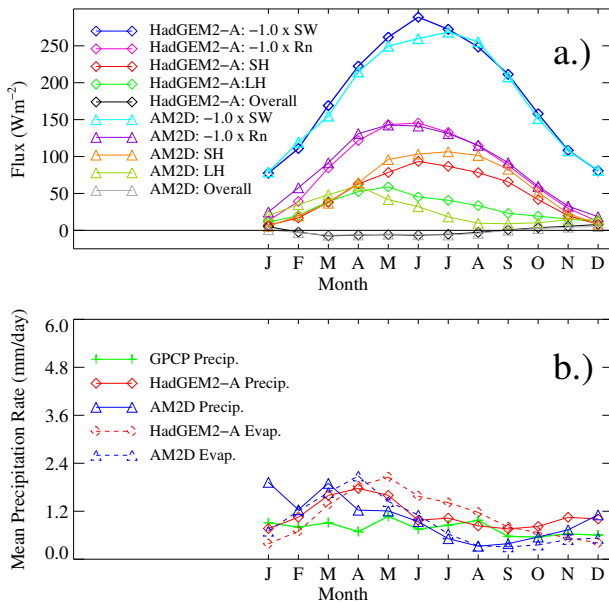 a.)
Flux (Wm−2)
250
200
150
100
50
0
HadGEM2−A: −1.0 x SW
HadGEM2−A: −1.0 x Rn
HadGEM2−A: SH
HadGEM2−A:LH
HadGEM2−A: Overall
AM2D: −1.0 x SW
AM2D: −1.0 x Rn
AM2D: SH
AM2D: LH
AM2D: Overall
J F M A M J J A S O N D
Month
b.)
Mean Precipitation Rate (mm/day)
6.0
4.8
3.6
2.4
1.2
0.0
GPCP Precip.
HadGEM2−A Precip.
AM2D Precip.
HadGEM2−A Evap.
AM2D Evap.
J F M A M J J A S O N D
Month